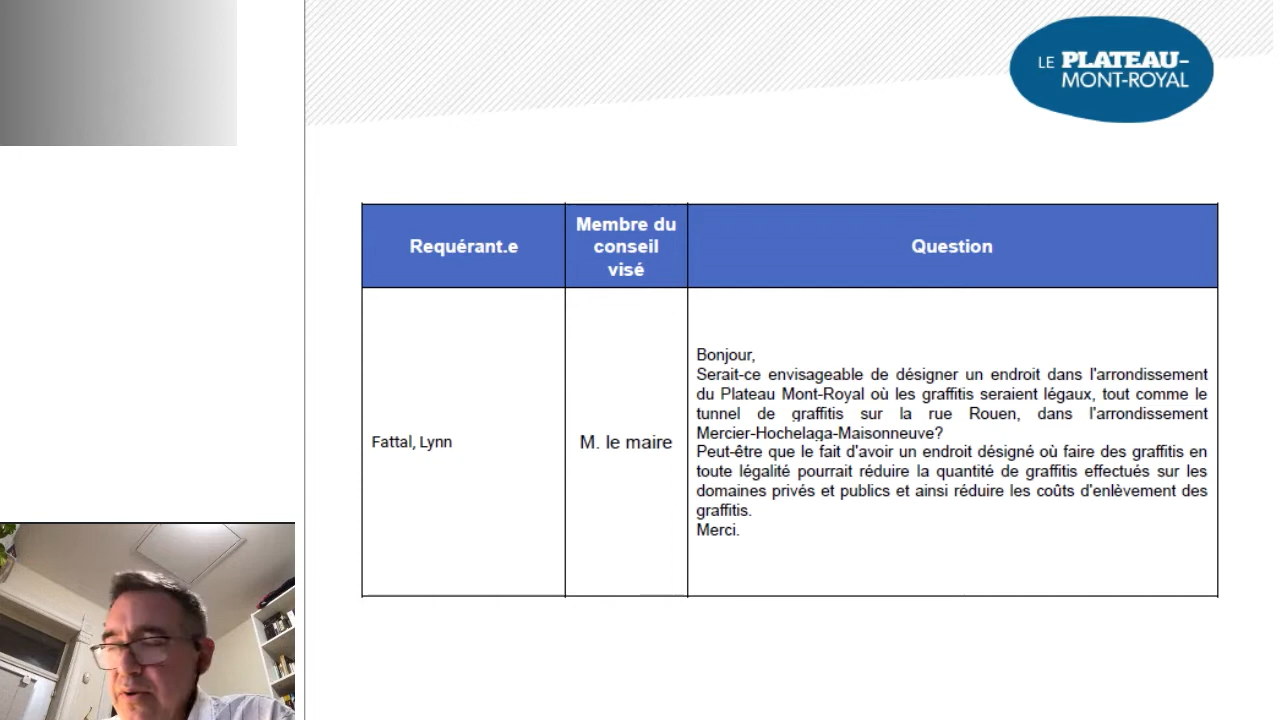 LE PLATEAU-
MONT-ROYAL
Requérant.e
Membre du
conseil
visé
Question
Fattal, Lynn
M. le maire
Bonjour,
Serait-ce envisageable de désigner un endroit dans l'arrondissement
du Plateau Mont-Royal où les graffitis seraient légaux, tout comme le
tunnel de graffitis sur la rue Rouen, dans l'arrondissement
Mercier-Hochelaga-Maisonneuve?
Peut-être que le fait d'avoir un endroit désigné où faire des graffitis en
toute légalité pourrait réduire la quantité de graffitis effectués sur les
domaines privés et publics et ainsi réduire les coûts d'enlèvement des
graffitis.
Merci.